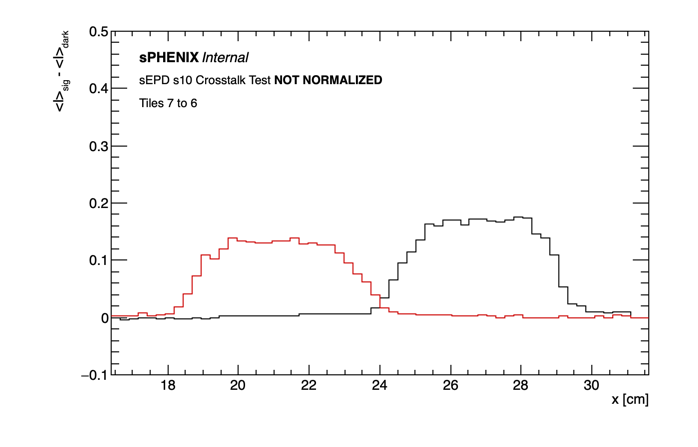 <I>sig - <I>dark
0.5
0.4
0.3
0.2
0.1
0
−0.1
sPHENIX Internal
sEPD s10 Crosstalk Test NOT NORMALIZED
Tiles 7 to 6
18 20 22 24 26 28 30
x [cm]